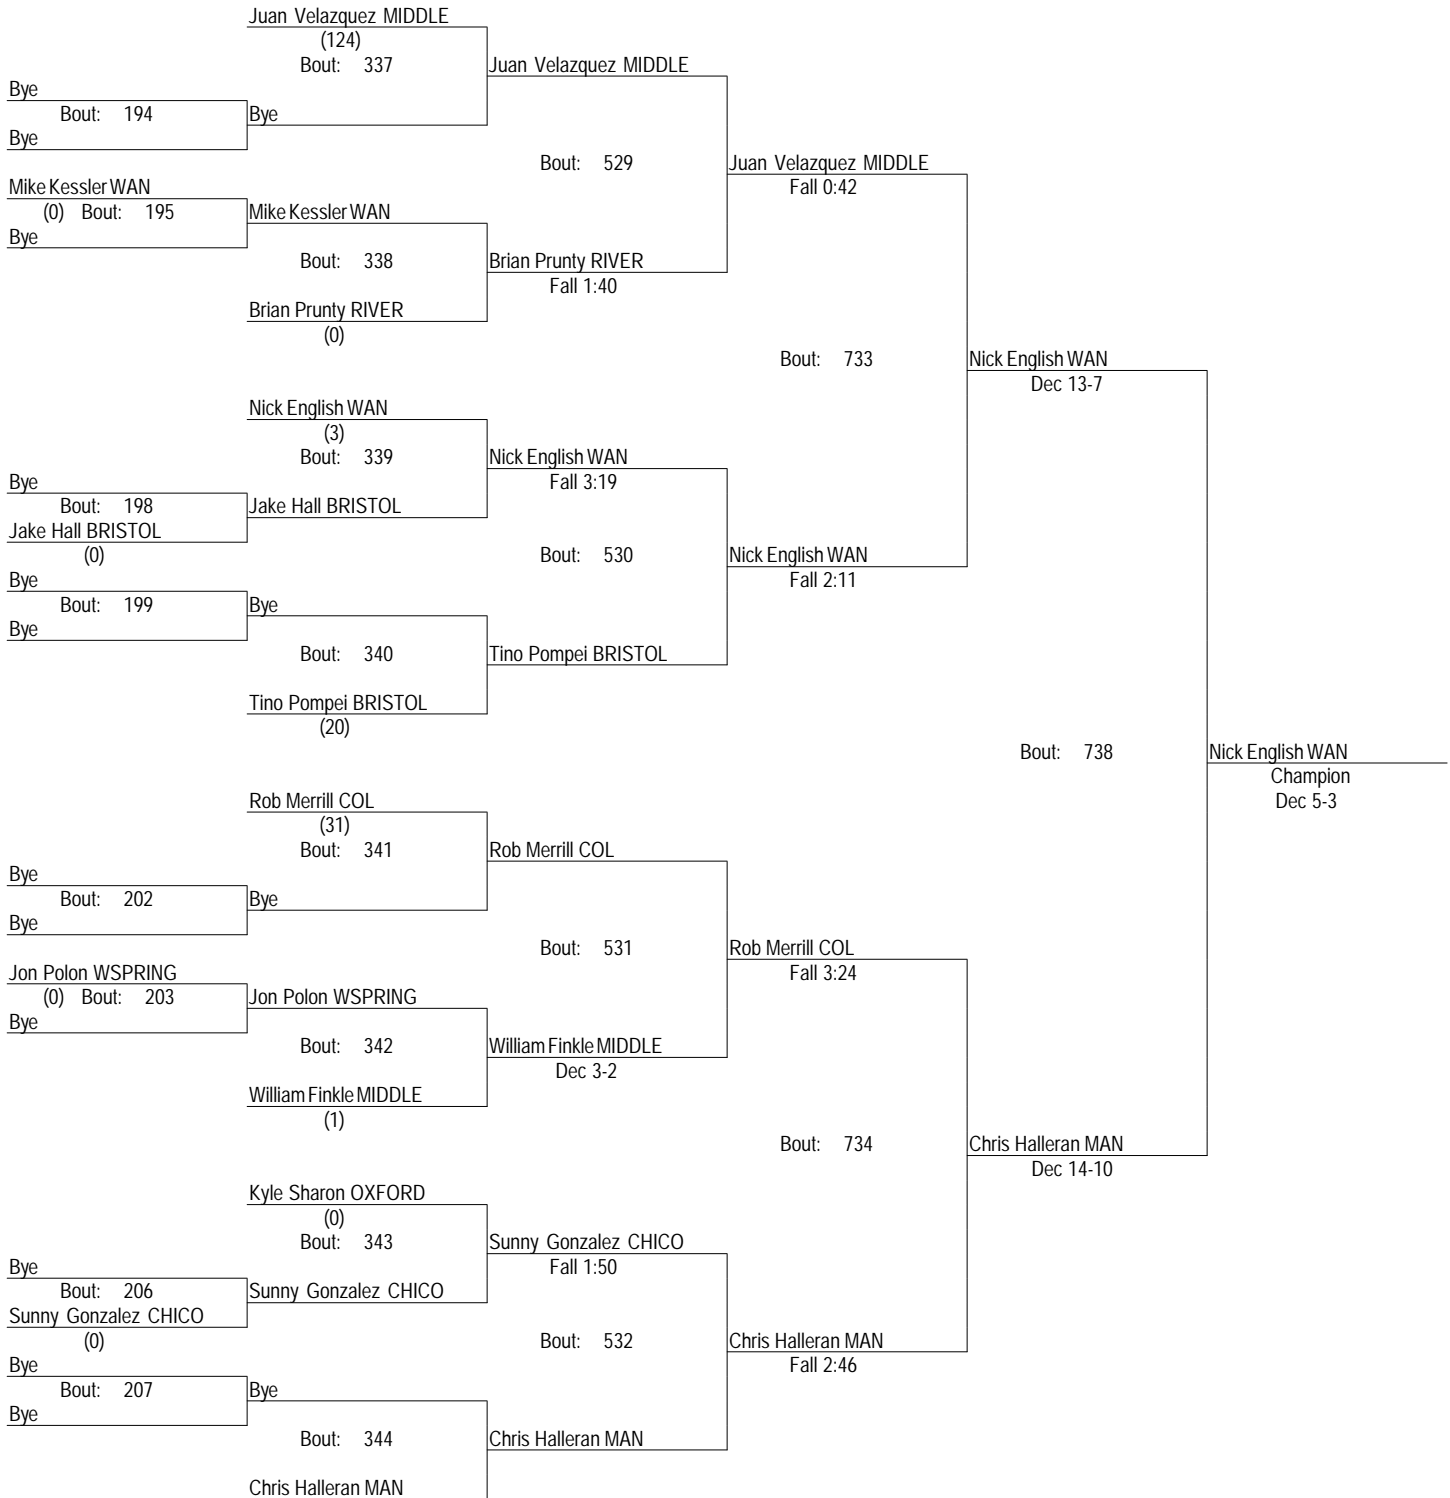 Juan Velazquez MIDDLE
(124)
Bout: 337
Juan Velazquez MIDDLE
Bye
Bout: 194
Bye
Bye
Bout: 529
Juan Velazquez MIDDLE
Fall 0:42
Mike Kessler WAN
(0) Bout: 195
Mike Kessler WAN
Bye
Bout: 338
Brian Prunty RIVER
Fall 1:40
Brian Prunty RIVER
(0)
Bout: 733
Nick English WAN
Dec 13-7
Nick English WAN
(3)
Bout: 339
Nick English WAN
Fall 3:19
Bye
Bout: 198
Jake Hall BRISTOL
Jake Hall BRISTOL
(0)
Bout: 530
Nick English WAN
Fall 2:11
Bye
Bout: 199
Bye
Bye
Bout: 340
Tino Pompei BRISTOL
Tino Pompei BRISTOL
(20)
Bout: 738
Nick English WAN
Champion
Dec 5-3
Rob Merrill COL
(31)
Bout: 341
Rob Merrill COL
Bye
Bout: 202
Bye
Bye
Bout: 531
Rob Merrill COL
Fall 3:24
Jon Polon WSPRING
(0) Bout: 203
Jon Polon WSPRING
Bye
Bout: 342
William Finkle MIDDLE
Dec 3-2
William Finkle MIDDLE
(1)
Bout: 734
Chris Halleran MAN
Dec 14-10
Kyle Sharon OXFORD
(0)
Bout: 343
Sunny Gonzalez CHICO
Fall 1:50
Bye
Bout: 206
Sunny Gonzalez CHICO
Sunny Gonzalez CHICO
(0)
Bout: 532
Chris Halleran MAN
Fall 2:46
Bye
Bout: 207
Bye
Bye
Bout: 344
Chris Halleran MAN
Chris Halleran MAN